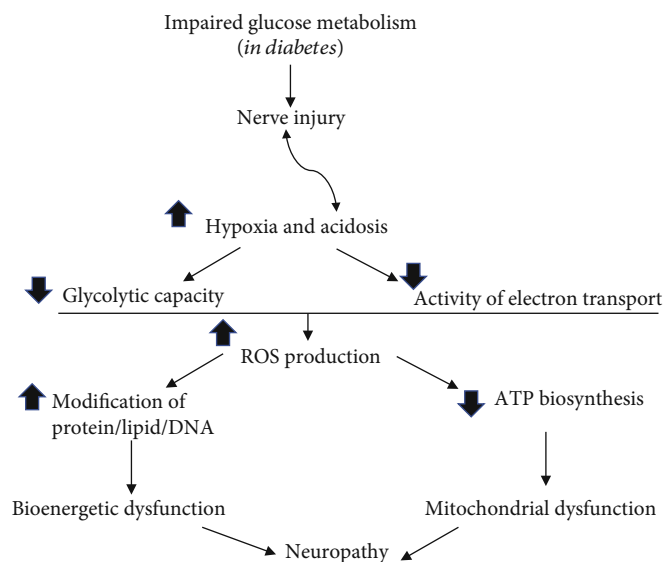 Impaired glucose metabolism
(in diabetes)
Nerve injury
Hypoxia and acidosis
Glycolytic capacity
Activity of electron transport
ROS production
Modification of
protein/lipid/DNA
ATP biosynthesis
Bioenergetic dysfunction
Mitochondrial dysfunction
Neuropathy